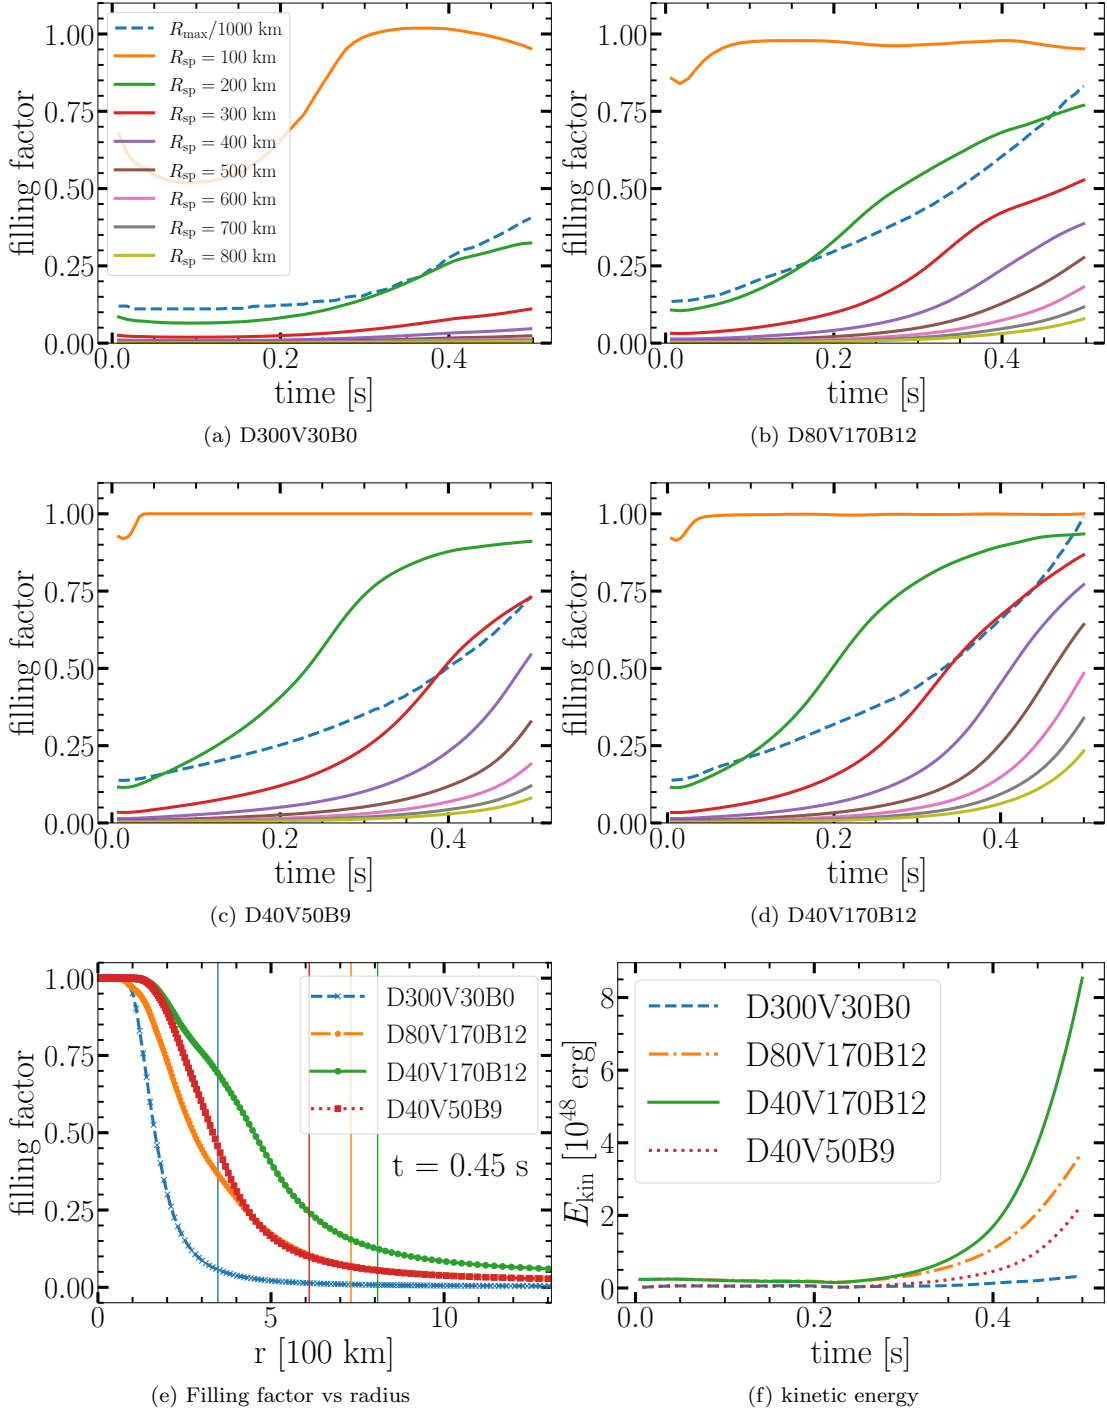 1.00
0.75
0.50
0.25
0.00
filling factor
R_max/1000 km
R_sp = 100 km
R_sp = 200 km
R_sp = 300 km
R_sp = 400 km
R_sp = 500 km
R_sp = 600 km
R_sp = 700 km
R_sp = 800 km
0.0 0.2 0.4
time [s]
(a) D300V30B0
1.00
0.75
0.50
0.25
0.00
filling factor
0.0 0.2 0.4
time [s]
(b) D80V170B12
1.00
0.75
0.50
0.25
0.00
filling factor
0.0 0.2 0.4
time [s]
(c) D40V50B9
1.00
0.75
0.50
0.25
0.00
filling factor
0.0 0.2 0.4
time [s]
(d) D40V170B12
1.00
0.75
0.50
0.25
0.00
filling factor
D300V30B0
D80V170B12
D40V170B12
D40V50B9
t = 0.45 s
0 5 10
r [100 km]
(e) Filling factor vs radius
8
6
4
2
0
E_kin [10^48 erg]
D300V30B0
D80V170B12
D40V170B12
D40V50B9
0.0 0.2 0.4
time [s]
(f) kinetic energy